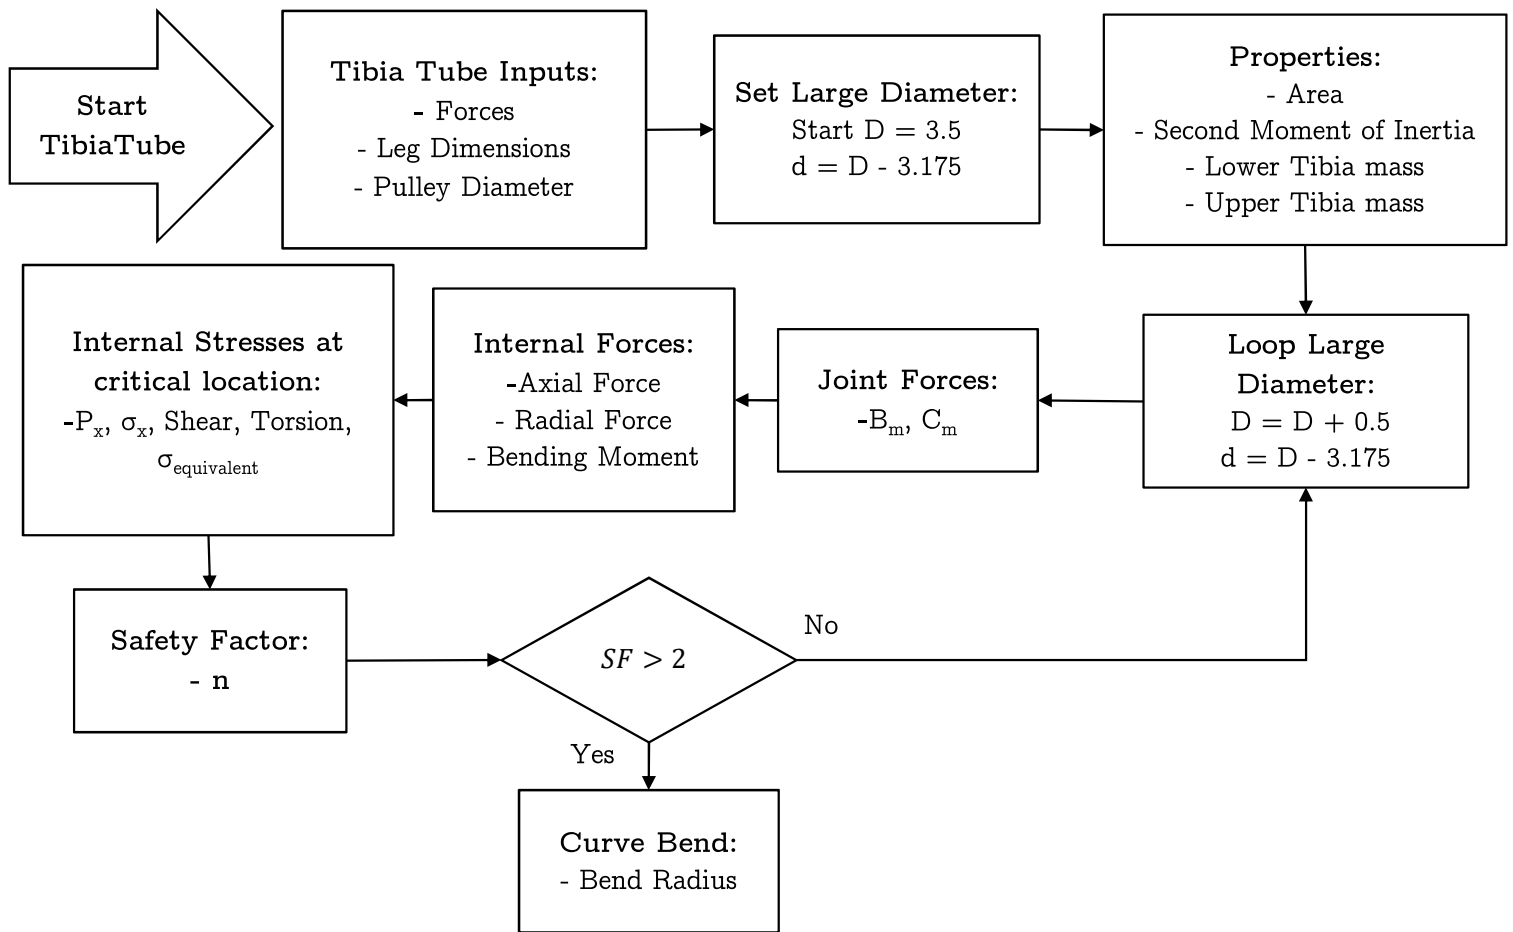 Start
TibiaTube
Tibia Tube Inputs:
- Forces
- Leg Dimensions
- Pulley Diameter
Set Large Diameter:
Start D = 3.5
d = D - 3.175
Properties:
- Area
- Second Moment of Inertia
- Lower Tibia mass
- Upper Tibia mass
Loop Large
Diameter:
D = D + 0.5
d = D - 3.175
Joint Forces:
-Bₘ, Cₘ
Internal Forces:
-Axial Force
- Radial Force
- Bending Moment
Internal Stresses at
critical location:
-Pₓ, σₓ, Shear, Torsion,
σequivalent
Safety Factor:
- n
SF > 2
No
Yes
Curve Bend:
- Bend Radius